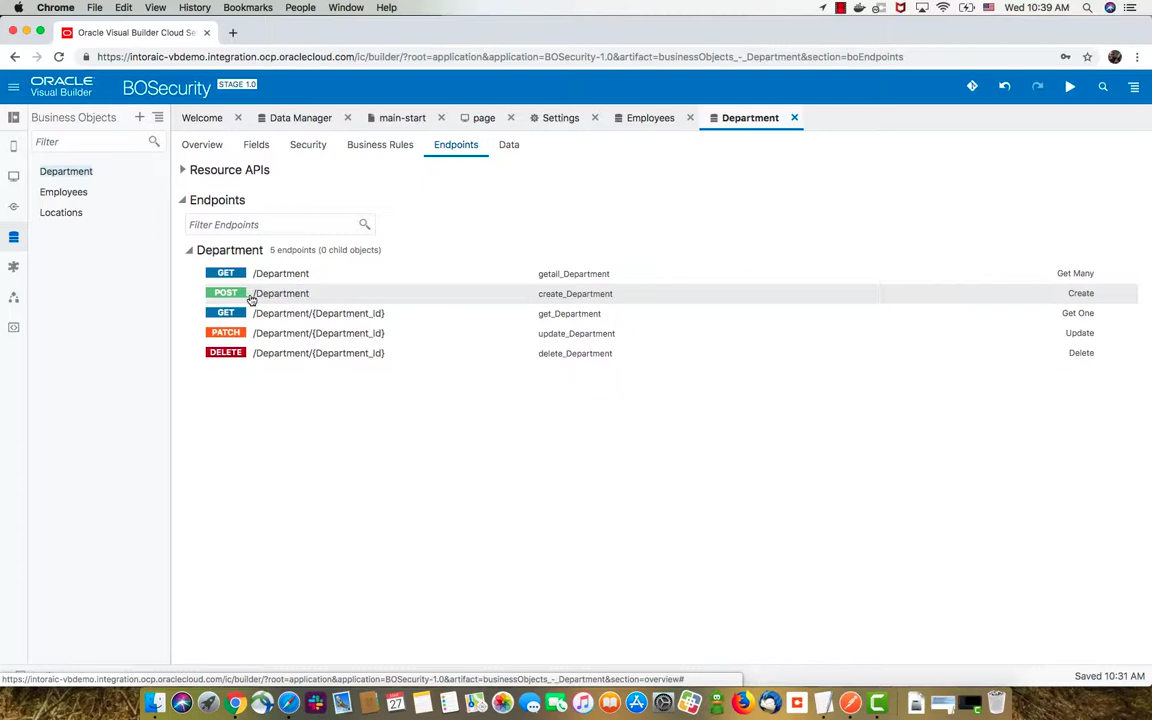 Chrome File Edit View History Bookmarks People Window Help Wed 10:39 AM
Oracle Visual Builder Cloud Se
https://intoraic-vbdemo.integration.ocp.oraclecloud.com/ic/builder/?root=application&application=BOSecurity-1.0&artifact=businessObjects_-_Department&section=boEndpoints
ORACLE
Visual Builder
BOSecurity STAGE 1.0
Business Objects
Welcome Data Manager main-start page Settings Employees Department
Filter
Overview Fields Security Business Rules Endpoints Data
Department
Employees
Locations
Resource APIs
Endpoints
Filter Endpoints
Department 5 endpoints (0 child objects)
GET /Department getall_Department Get Many
POST /Department create_Department Create
GET /Department/{Department_Id} get_Department Get One
PATCH /Department/{Department_Id} update_Department Update
DELETE /Department/{Department_Id} delete_Department Delete
https://intoraic-vbdemo.integration.ocp.oraclecloud.com/ic/builder/?root=application&application=BOSecurity-1.0&artifact=businessObjects_-_Department&section=overview#
Saved 10:31 AM
27